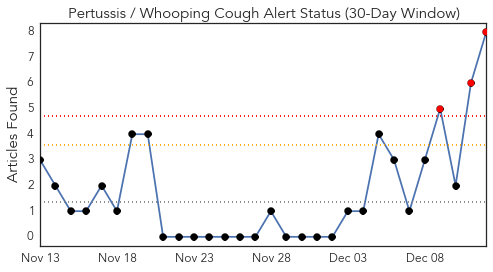 Pertussis / Whooping Cough Alert Status (30-Day Window)
Articles Found
8
7
6
5
4
3
2
1
0
Nov 13
Nov 18
Nov 23
Nov 28
Dec 03
Dec 08